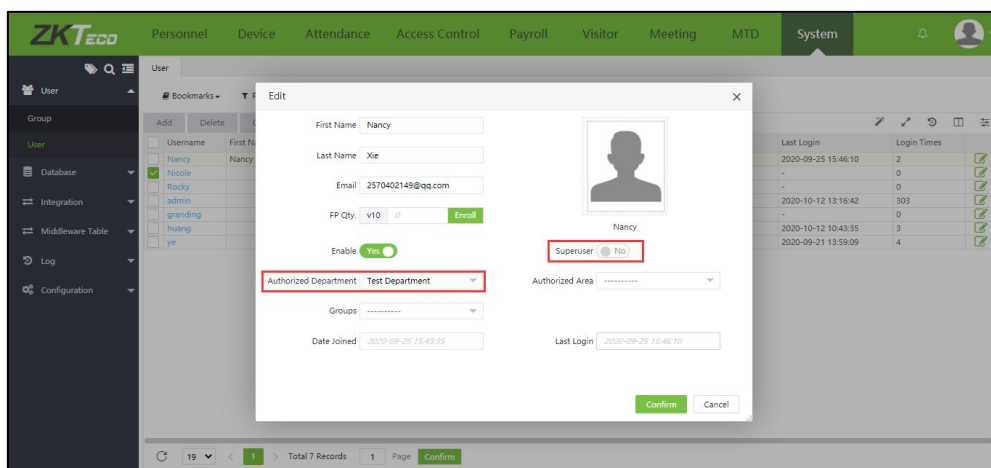 ZKTECO Personnel Device Attendance Access Control Payroll Visitor Meeting MTD System
User
User
Bookmarks
Group
Add Delete
User
Database
Integration
Middleware Table
Log
Configuration
Username First Na Last Login Login Times
Nancy Nancy 2020-09-25 15:46:10 2
Nicole - 0
Rocky - 0
admin 2020-10-12 13:16:42 303
granding - 0
huang 2020-10-12 10:43:35 3
ye 2020-09-21 13:59:09 4
Edit
First Name Nancy
Last Name Xie
Email 2570402149@qq.com
FP Qty. v10 0 Enroll
Nancy
Enable Yes Superuser No
Authorized Department Test Department Authorized Area ----------
Groups ----------
Date Joined 2020-09-25 15:43:35 Last Login 2020-09-25 15:46:10
Confirm Cancel
19 < 1 > Total 7 Records 1 Page Confirm